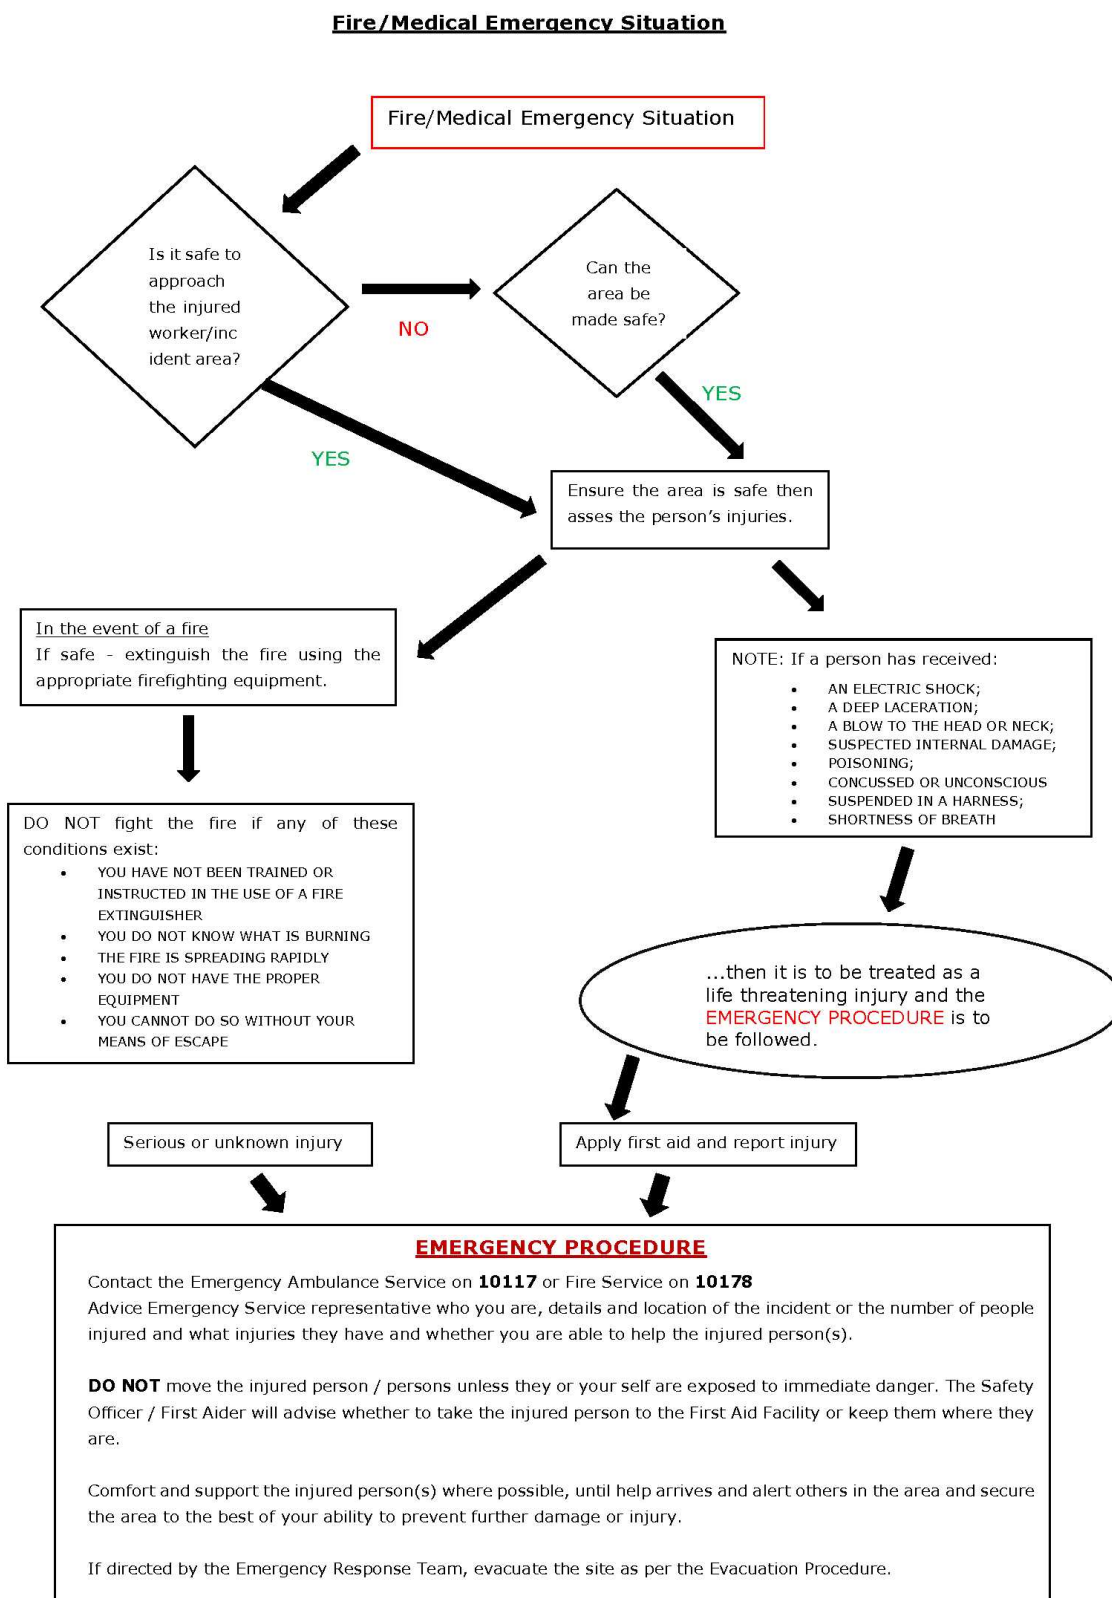 Fire/Medical Emergency Situation
Fire/Medical Emergency Situation
Is it safe to
approach
the injured
worker/inc
ident area?
NO
Can the
area be
made safe?
YES
YES
Ensure the area is safe then
asses the person's injuries.
In the event of a fire
If safe - extinguish the fire using the
appropriate firefighting equipment.
NOTE: If a person has received:
• AN ELECTRIC SHOCK;
• A DEEP LACERATION;
• A BLOW TO THE HEAD OR NECK;
• SUSPECTED INTERNAL DAMAGE;
• POISONING;
• CONCUSSED OR UNCONSCIOUS
• SUSPENDED IN A HARNESS;
• SHORTNESS OF BREATH
DO NOT fight the fire if any of these
conditions exist:
• YOU HAVE NOT BEEN TRAINED OR
INSTRUCTED IN THE USE OF A FIRE
EXTINGUISHER
• YOU DO NOT KNOW WHAT IS BURNING
• THE FIRE IS SPREADING RAPIDLY
• YOU DO NOT HAVE THE PROPER
EQUIPMENT
• YOU CANNOT DO SO WITHOUT YOUR
MEANS OF ESCAPE
...then it is to be treated as a
life threatening injury and the
EMERGENCY PROCEDURE is to
be followed.
Serious or unknown injury
Apply first aid and report injury
EMERGENCY PROCEDURE
Contact the Emergency Ambulance Service on 10117 or Fire Service on 10178
Advice Emergency Service representative who you are, details and location of the incident or the number of people
injured and what injuries they have and whether you are able to help the injured person(s).
DO NOT move the injured person / persons unless they or your self are exposed to immediate danger. The Safety
Officer / First Aider will advise whether to take the injured person to the First Aid Facility or keep them where they
are.
Comfort and support the injured person(s) where possible, until help arrives and alert others in the area and secure
the area to the best of your ability to prevent further damage or injury.
If directed by the Emergency Response Team, evacuate the site as per the Evacuation Procedure.